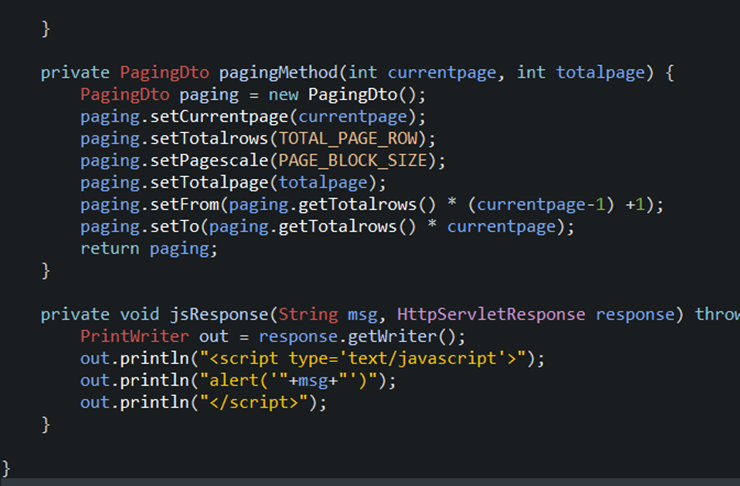 }
private PagingDto pagingMethod(int currentpage, int totalpage) {
PagingDto paging = new PagingDto();
paging.setCurrentpage(currentpage);
paging.setTotalrows(TOTAL_PAGE_ROW);
paging.setPagescale(PAGE_BLOCK_SIZE);
paging.setTotalpage(totalpage);
paging.setFrom(paging.getTotalrows() * (currentpage-1) +1);
paging.setTo(paging.getTotalrows() * currentpage);
return paging;
}
private void jsResponse(String msg, HttpServletResponse response) throw
PrintWriter out = response.getWriter();
out.println("<script type='text/javascript'>");
out.println("alert('"+msg+"')");
out.println("</script>");
}
}